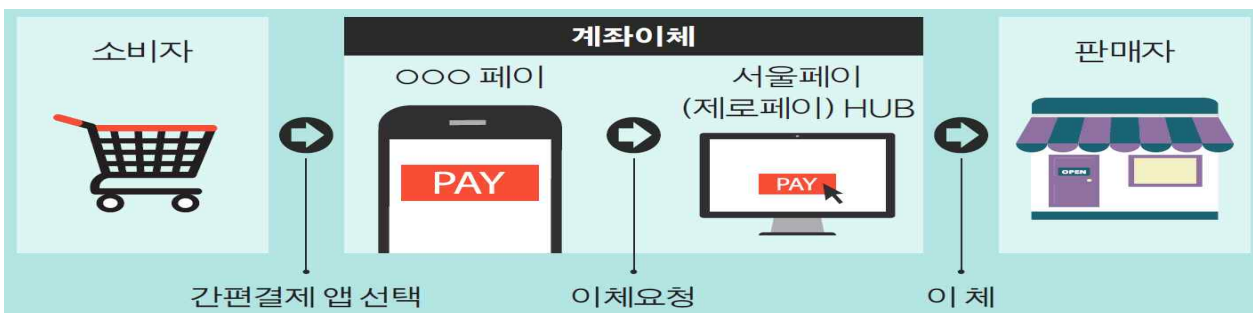 소비자
계좌이체
○○○ 페이
PAY
서울페이
(제로페이) HUB
PAY
판매자
OPEN
간편결제 앱 선택
이체요청
이 체